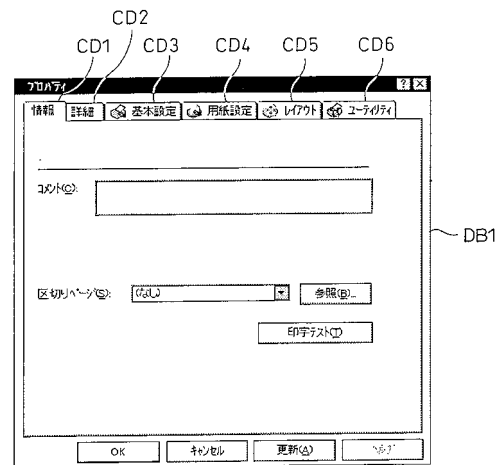 CD2
CD1 CD3 CD4 CD5 CD6
プロパティ
情報 詳細 基本設定 用紙設定 レイアウト ユーティリティ
コメント(C):
DB1
区切りページ(S): (なし) 参照(B)...
印字テスト(T)
OK キャンセル 更新(A) ヘルプ